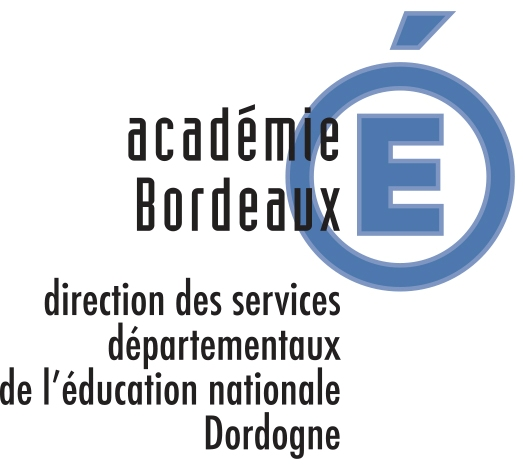 académie
Bordeaux
É
direction des services
départementaux
de l'éducation nationale
Dordogne